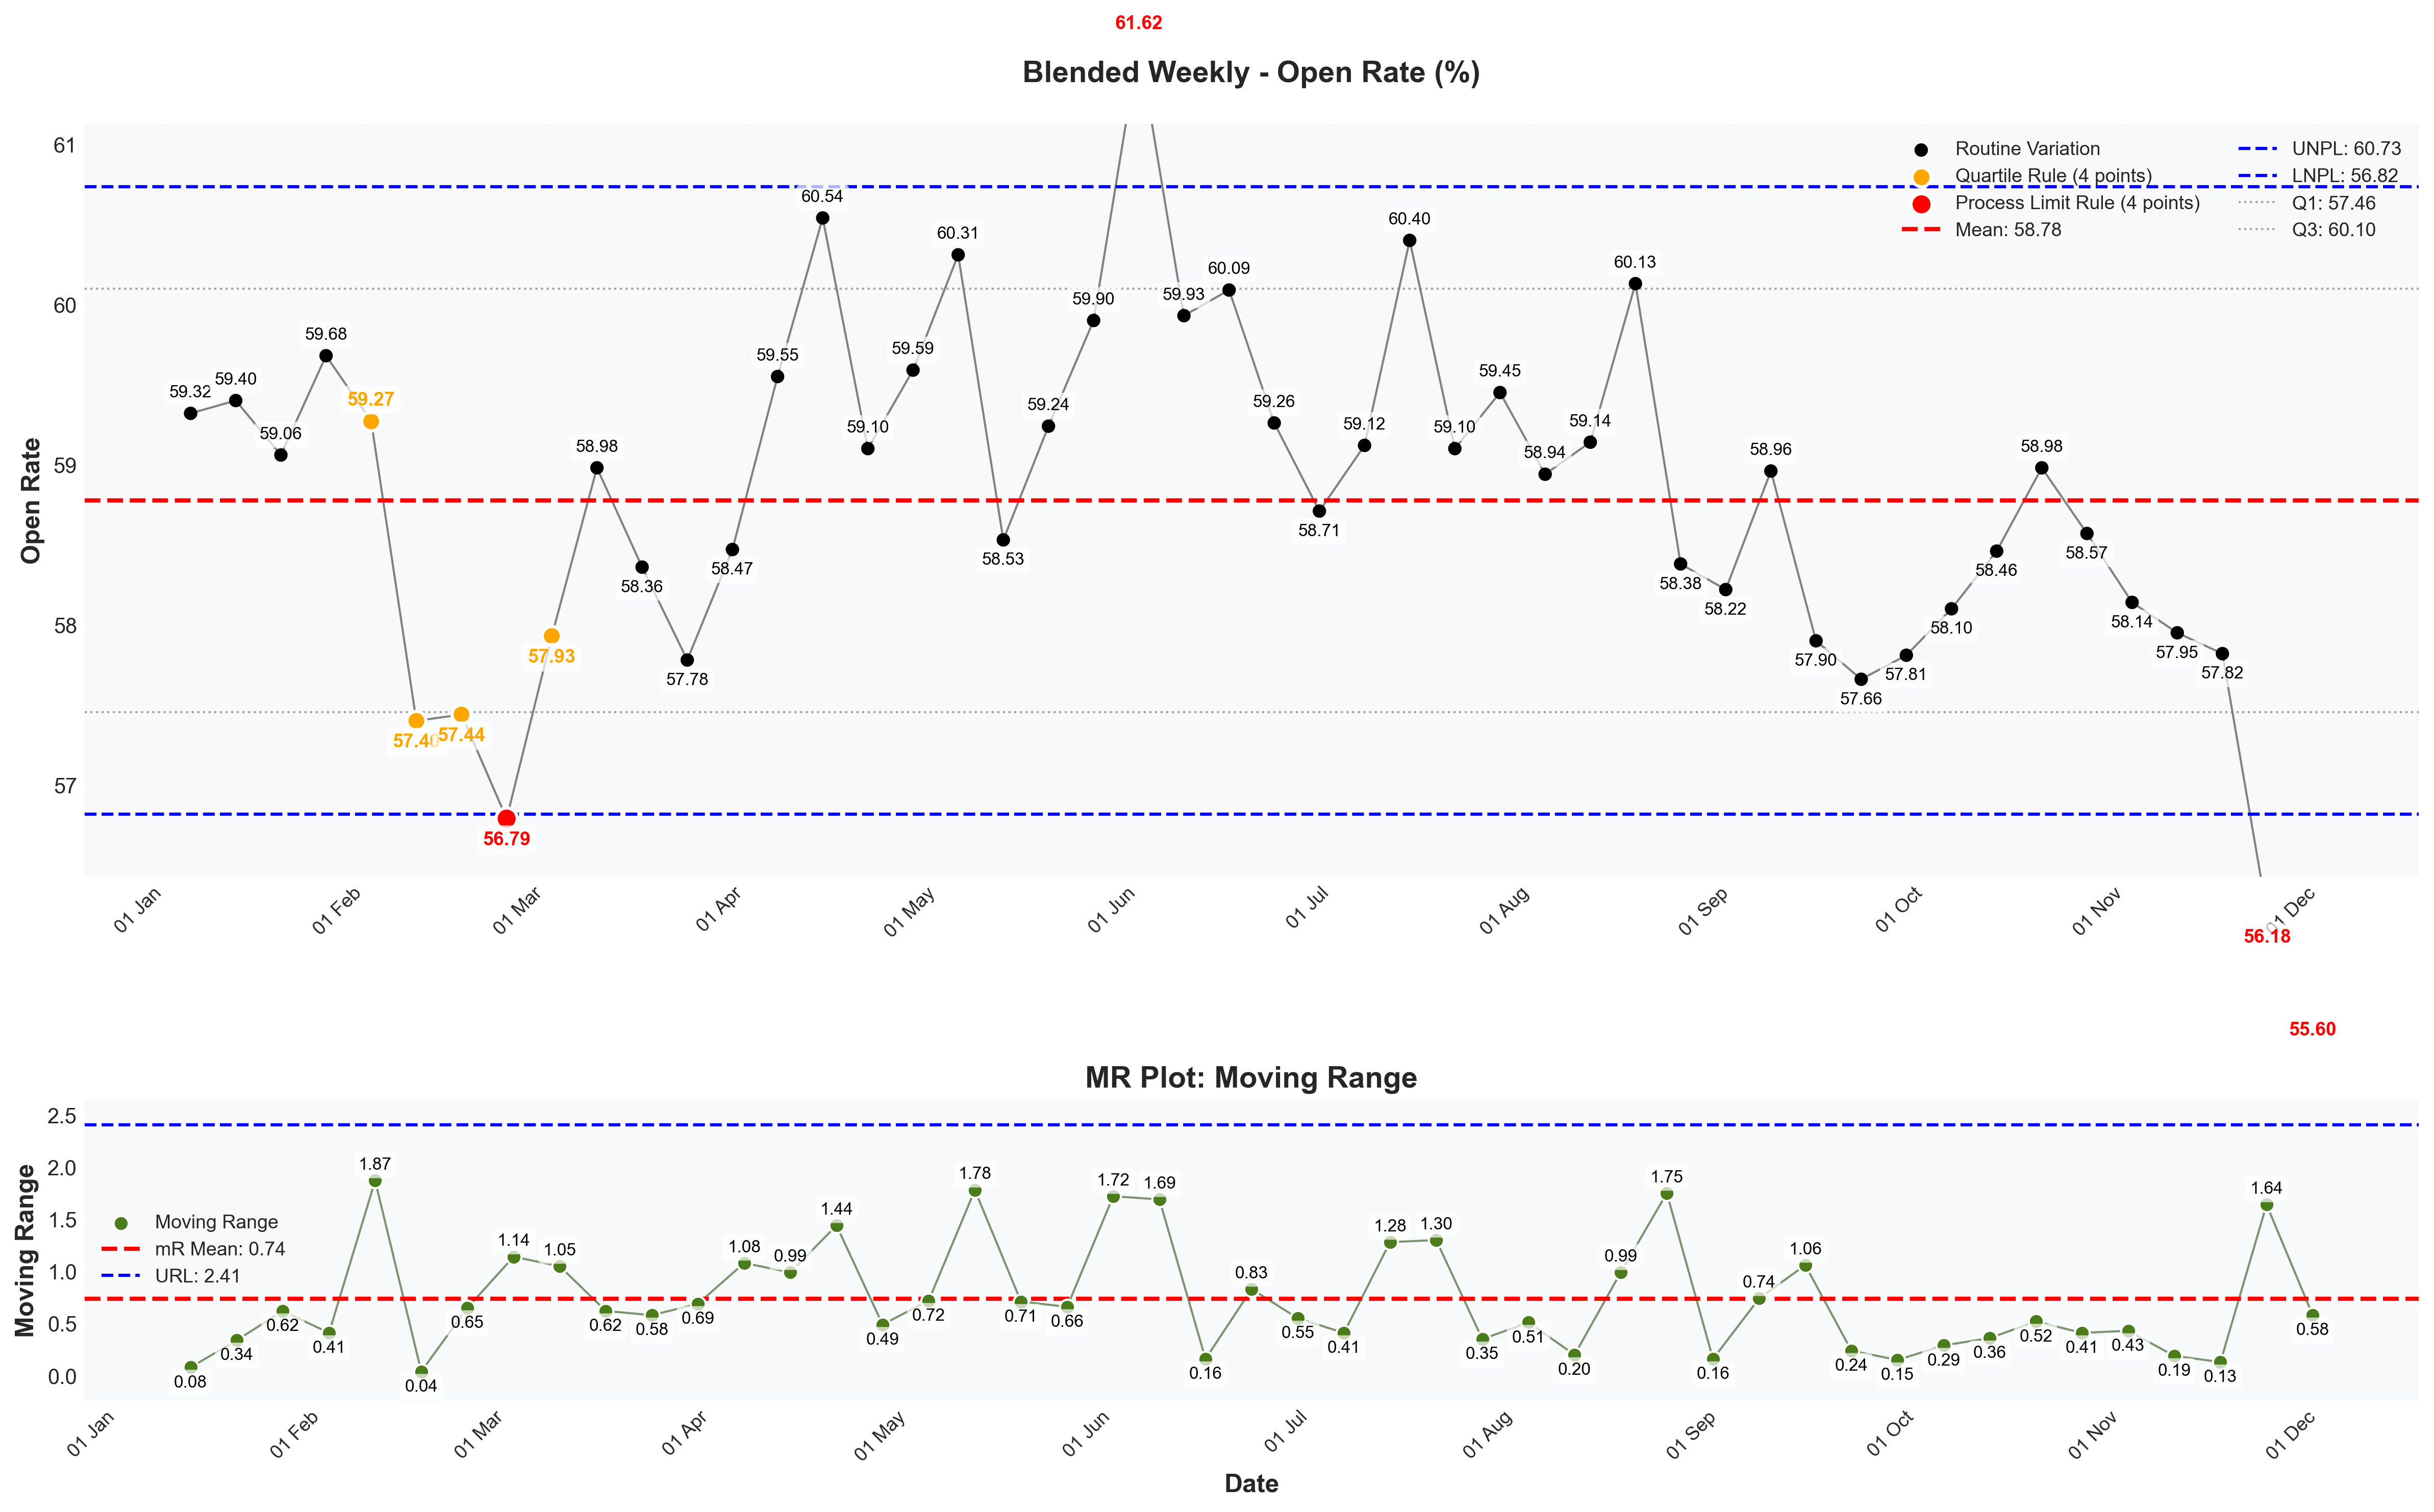 61.62
Blended Weekly - Open Rate (%)
Open Rate
61
60
59
58
57
Routine Variation
Quartile Rule (4 points)
Process Limit Rule (4 points)
Mean: 58.78
UNPL: 60.73
LNPL: 56.82
Q1: 57.46
Q3: 60.10
59.32
59.40
59.06
59.68
59.27
57.40
57.44
56.79
57.93
58.98
58.36
57.78
58.47
59.55
60.54
59.10
59.59
60.31
58.53
59.24
59.90
59.93
60.09
59.26
58.71
59.12
60.40
59.10
59.45
58.94
59.14
60.13
58.38
58.22
58.96
57.90
57.66
57.81
58.10
58.46
58.98
58.57
58.14
57.95
57.82
01 Jan
01 Feb
01 Mar
01 Apr
01 May
01 Jun
01 Jul
01 Aug
01 Sep
01 Oct
01 Nov
01 Dec
56.18
55.60
MR Plot: Moving Range
Moving Range
2.5
2.0
1.5
1.0
0.5
0.0
Moving Range
mR Mean: 0.74
URL: 2.41
0.08
0.34
0.62
0.41
1.87
0.04
0.65
1.14
1.05
0.62
0.58
0.69
1.08
0.99
1.44
0.49
0.72
1.78
0.71
0.66
1.72
1.69
0.16
0.83
0.55
0.41
1.28
1.30
0.35
0.51
0.20
0.99
1.75
0.16
0.74
1.06
0.24
0.15
0.29
0.36
0.52
0.41
0.43
0.19
0.13
1.64
0.58
01 Jan
01 Feb
01 Mar
01 Apr
01 May
01 Jun
01 Jul
01 Aug
01 Sep
01 Oct
01 Nov
01 Dec
Date